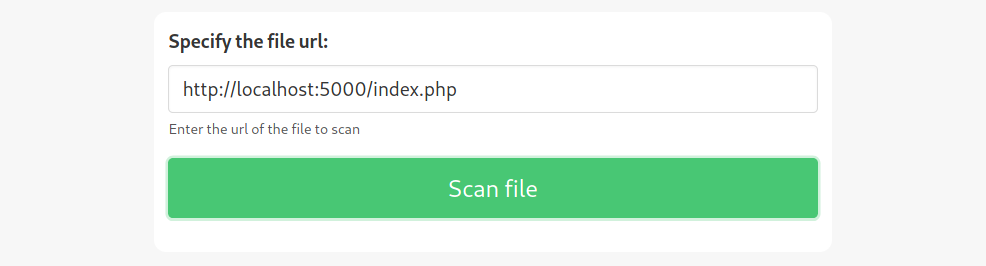 Specify the file url:
http://localhost:5000/index.php
Enter the url of the file to scan
Scan file